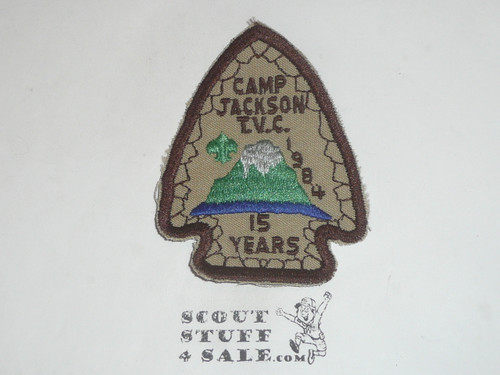 CAMP
JACKSON
T.V.C.
1984
15
YEARS
SCOUT
STUFF
4 SALE.com